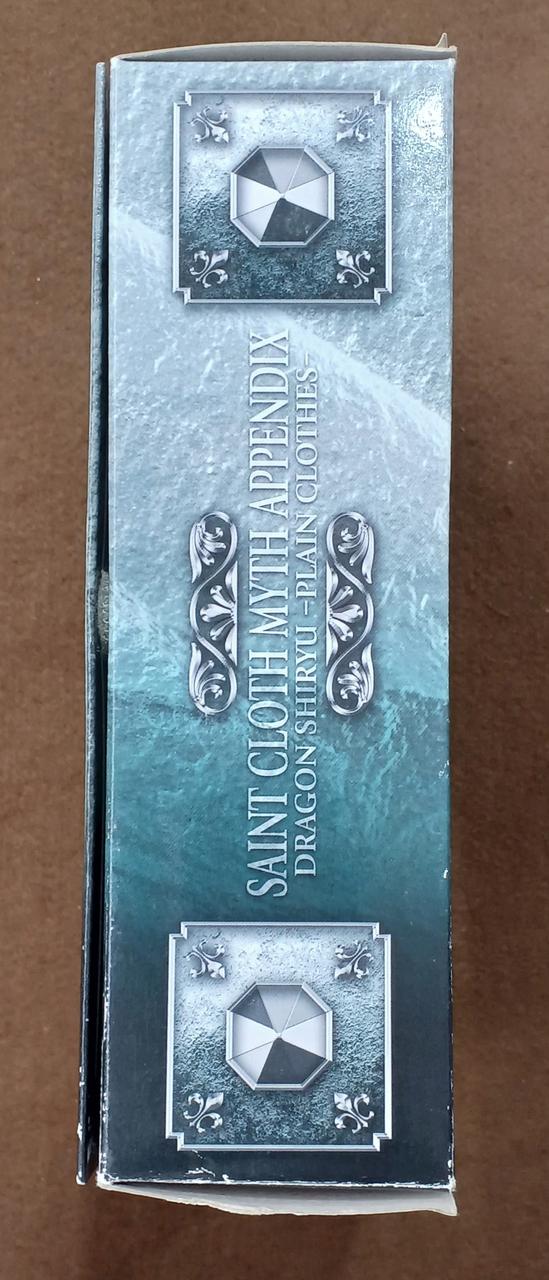 SAINT CLOTH MYTH APPENDIX
DRAGON SHIRYU -PLAIN CLOTHES-